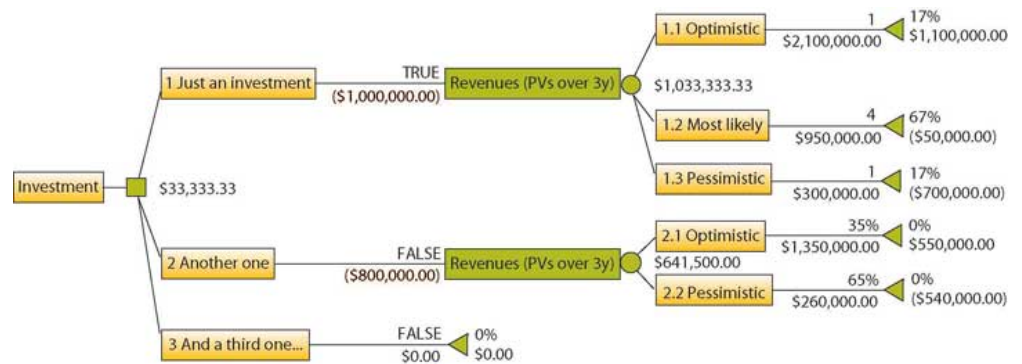 1.1 Optimistic
1
$2,100,000.00
17%
$1,100,000.00
1 Just an investment
TRUE
($1,000,000.00)
Revenues (PVs over 3y)
$1,033,333.33
1.2 Most likely
4
$950,000.00
67%
($50,000.00)
1.3 Pessimistic
1
$300,000.00
17%
($700,000.00)
Investment
$33,333.33
2.1 Optimistic
35%
$1,350,000.00
0%
$550,000.00
2 Another one
FALSE
($800,000.00)
Revenues (PVs over 3y)
$641,500.00
2.2 Pessimistic
65%
$260,000.00
0%
($540,000.00)
3 And a third one...
FALSE
$0.00
0%
$0.00